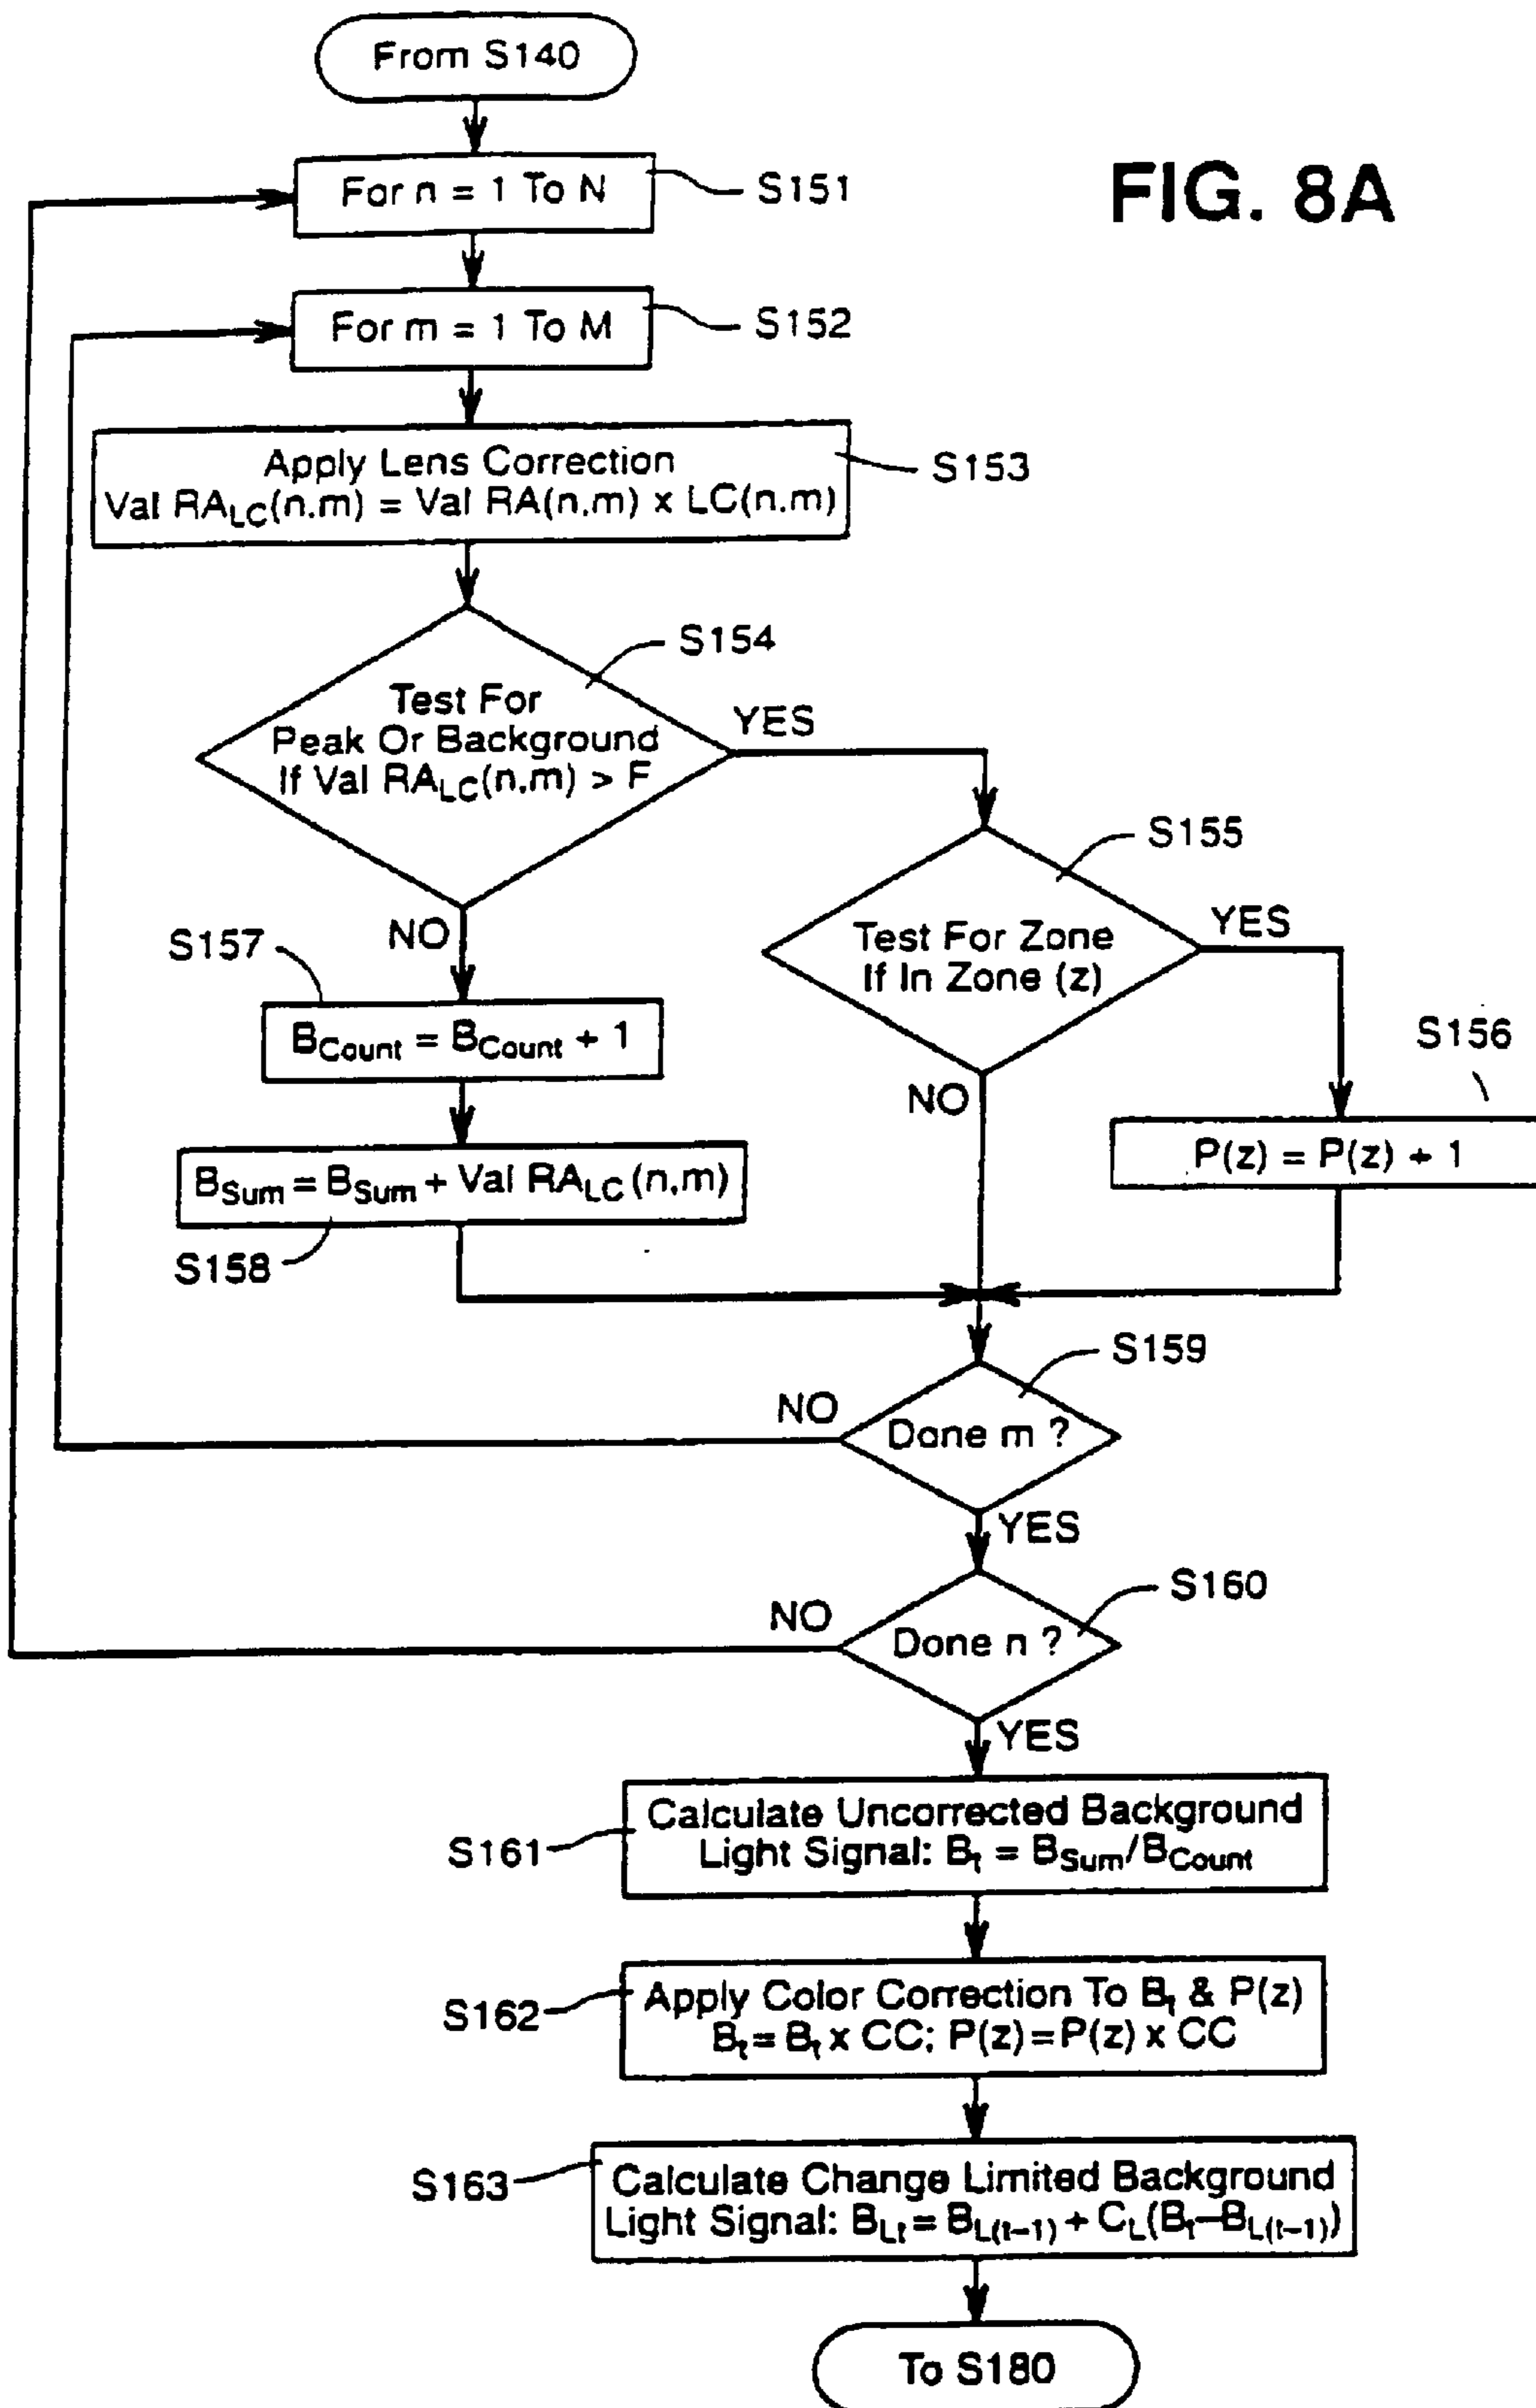 From S140
FIG. 8A
For n = 1 To N
S151
For m = 1 To M
S152
Apply Lens Correction
Val RA_LC(n.m) = Val RA(n.m) x LC(n.m)
S153
S154
Test For
Peak Or Background
If Val RA_LC(n.m) > F
YES
S155
Test For Zone
If In Zone (z)
YES
NO
S157
B_Count = B_Count + 1
S156
NO
P(z) = P(z) + 1
B_Sum = B_Sum + Val RA_LC (n,m)
S158
S159
NO
Done m ?
YES
S160
NO
Done n ?
YES
Calculate Uncorrected Background
Light Signal: B_t = B_Sum/B_Count
S161
Apply Color Correction To B_t & P(z)
B_t = B_t x CC; P(z) = P(z) x CC
S162
S163
Calculate Change Limited Background
Light Signal: B_Lt = B_L(t–1) + C_L(B_t–B_L(t–1))
To S180